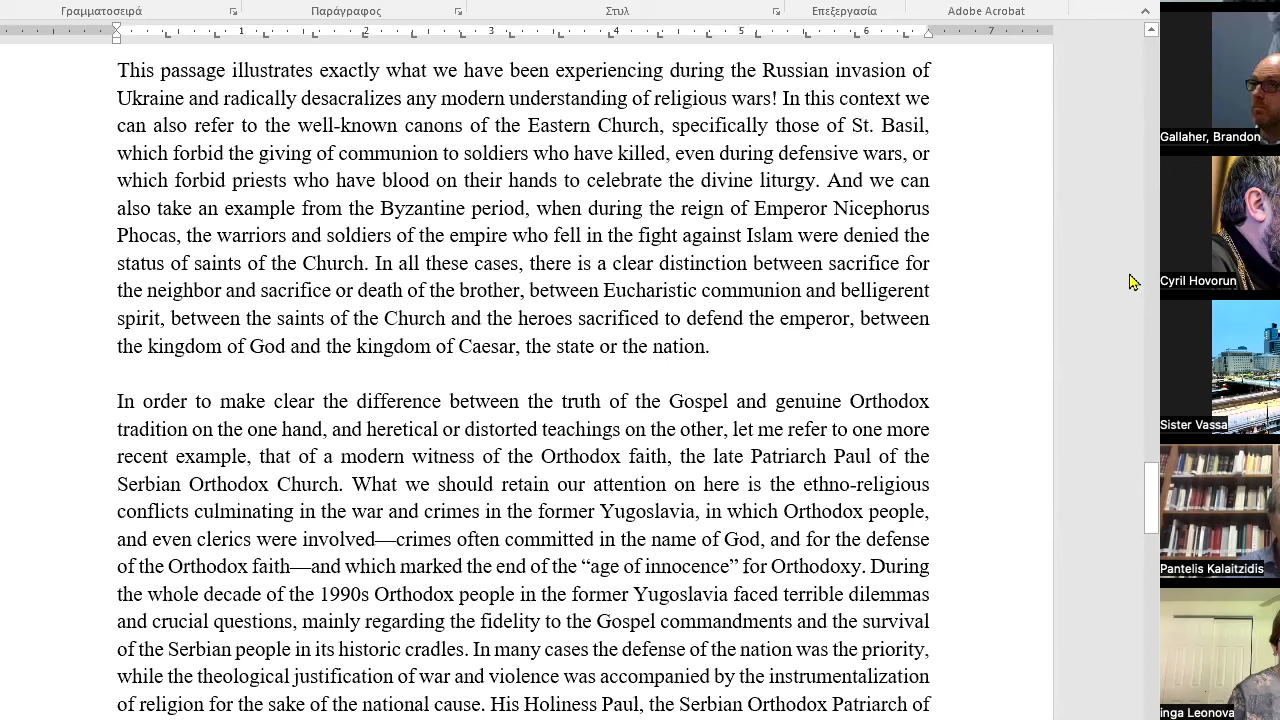 Γραμματοσειρά
Παράγραφος
Στυλ
Επεξεργασία
Adobe Acrobat
1 2 3 4 5 6 7
This passage illustrates exactly what we have been experiencing during the Russian invasion of
Ukraine and radically desacralizes any modern understanding of religious wars! In this context we
can also refer to the well-known canons of the Eastern Church, specifically those of St. Basil,
which forbid the giving of communion to soldiers who have killed, even during defensive wars, or
which forbid priests who have blood on their hands to celebrate the divine liturgy. And we can
also take an example from the Byzantine period, when during the reign of Emperor Nicephorus
Phocas, the warriors and soldiers of the empire who fell in the fight against Islam were denied the
status of saints of the Church. In all these cases, there is a clear distinction between sacrifice for
the neighbor and sacrifice or death of the other, between Eucharistic communion and belligerent
spirit, between the saints of the Church and the heroes sacrificed to defend the emperor, between
the kingdom of God and the kingdom of Caesar, the state or the nation.
In order to make clear the difference between the truth of the Gospel and genuine Orthodox
tradition on the one hand, and heretical or distorted teachings on the other, let me refer to one more
recent example, that of a modern witness of the Orthodox faith, the late Patriarch Paul of the
Serbian Orthodox Church. What we should retain our attention on here is the ethno-religious
conflicts culminating in the war and crimes in the former Yugoslavia, in which Orthodox people,
and even clerics were involved—crimes often committed in the name of God, and for the defense
of the Orthodox faith—and which marked the end of the “age of innocence” for Orthodoxy. During
the whole decade of the 1990s Orthodox people in the former Yugoslavia faced terrible dilemmas
and crucial questions, mainly regarding the fidelity to the Gospel commandments and the survival
of the Serbian people in its historic cradles. In many cases the defense of the nation was the priority,
while the theological justification of war and violence was accompanied by the instrumentalization
of religion for the sake of the national cause. His Holiness Paul, the Serbian Orthodox Patriarch of
Gallaher, Brandon
Cyril Hovorun
Sister Vassa
Pantelis Kalaitzidis
inga Leonova